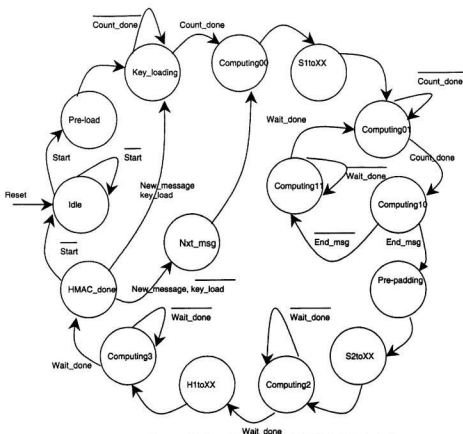 Count_done
Count_done
Key_loading
Computing00
S1toXX
Count_done
Pre-load
Wait_done
Computing01
Start
Start
Count_done
Computing11
Wait_done
Reset
Idle
New_message
key_load
Computing10
Nxt_msg
End_msg
End_msg
Start
HMAC_done
New_message, key_load
Pre-padding
Wait_done
Wait_done
Computing3
S2toXX
Wait_done
H1toXX
Computing2
Wait_done